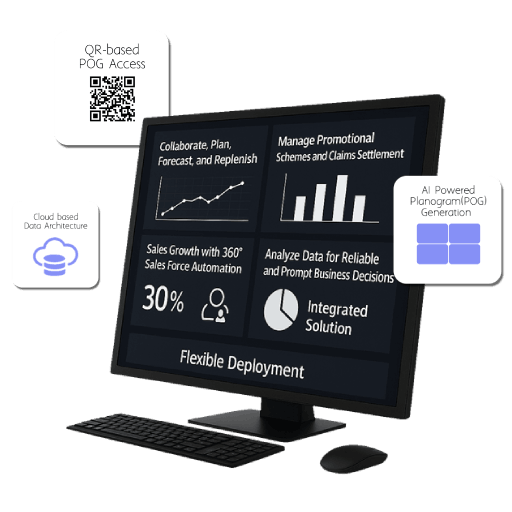 QR-based
POG Access
Collaborate, Plan,
Forecast, and Replenish
Manage Promotional
Schemes and Claims Settlement
AI Powered
Planogram(POG)
Generation
Cloud based
Data Architecture
Sales Growth with 360°
Sales Force Automation
30%
Analyze Data for Reliable
and Prompt Business Decisions
Integrated
Solution
Flexible Deployment